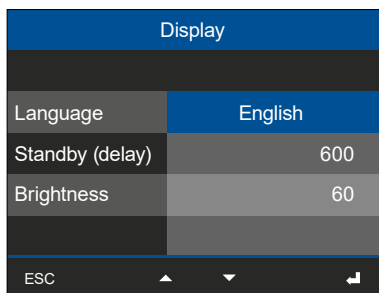 Display
Language English
Standby (delay) 600
Brightness 60
ESC